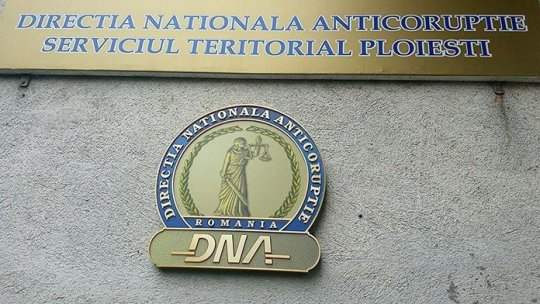 DIRECTIA NATIONALA ANTICORUPTIE
SERVICIUL TERITORIAL PLOIESTI
DIRECTIA NATIONALA ANTICORUPTIE
ROMANIA
DNA